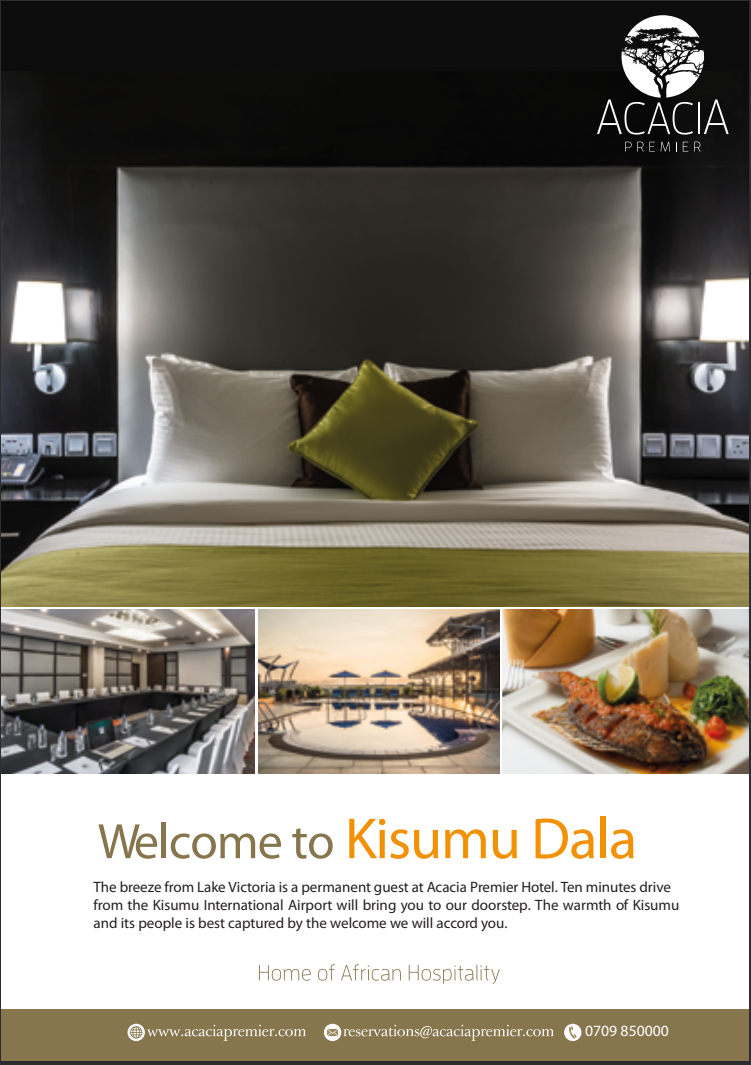 ACACIA
PREMIER
Welcome to Kisumu Dala
The breeze from Lake Victoria is a permanent guest at Acacia Premier Hotel. Ten minutes drive
from the Kisumu International Airport will bring you to our doorstep. The warmth of Kisumu
and its people is best captured by the welcome we will accord you.
Home of African Hospitality
www.acaciapremier.com reservations@acaciapremier.com 0709 850000